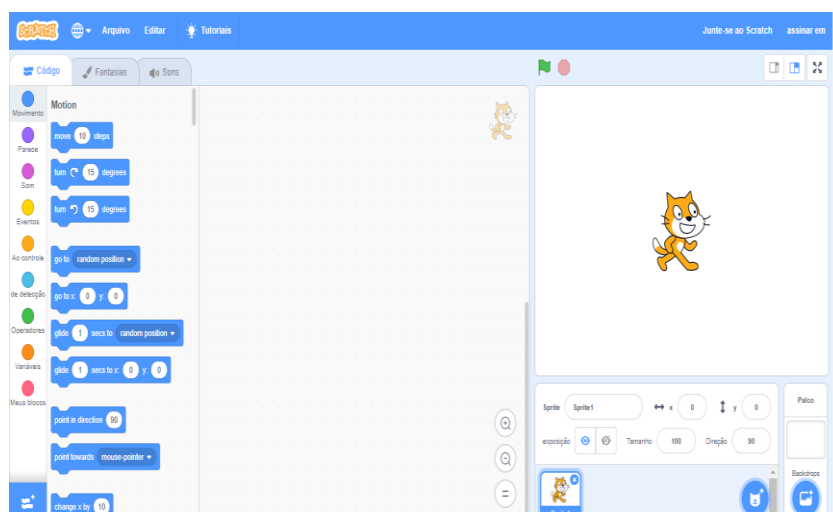 SCRATCH Arquivo Editar Tutoriais Junte-se ao Scratch assinar em
Código Fantasias Sons
Movimento
Parece
Som
Eventos
Ao controle
de detecção
Operadores
Variáveis
Meus blocos
Motion
move 10 steps
turn 15 degrees
turn 15 degrees
go to random position
go to x: 0 y: 0
glide 1 secs to random position
glide 1 secs to x: 0 y: 0
point in direction 90
point towards mouse-pointer
change x by 10
Sprite Sprite1 x 0 y 0
exposição Tamanho 100 Direção 90
Palco
Backdrops